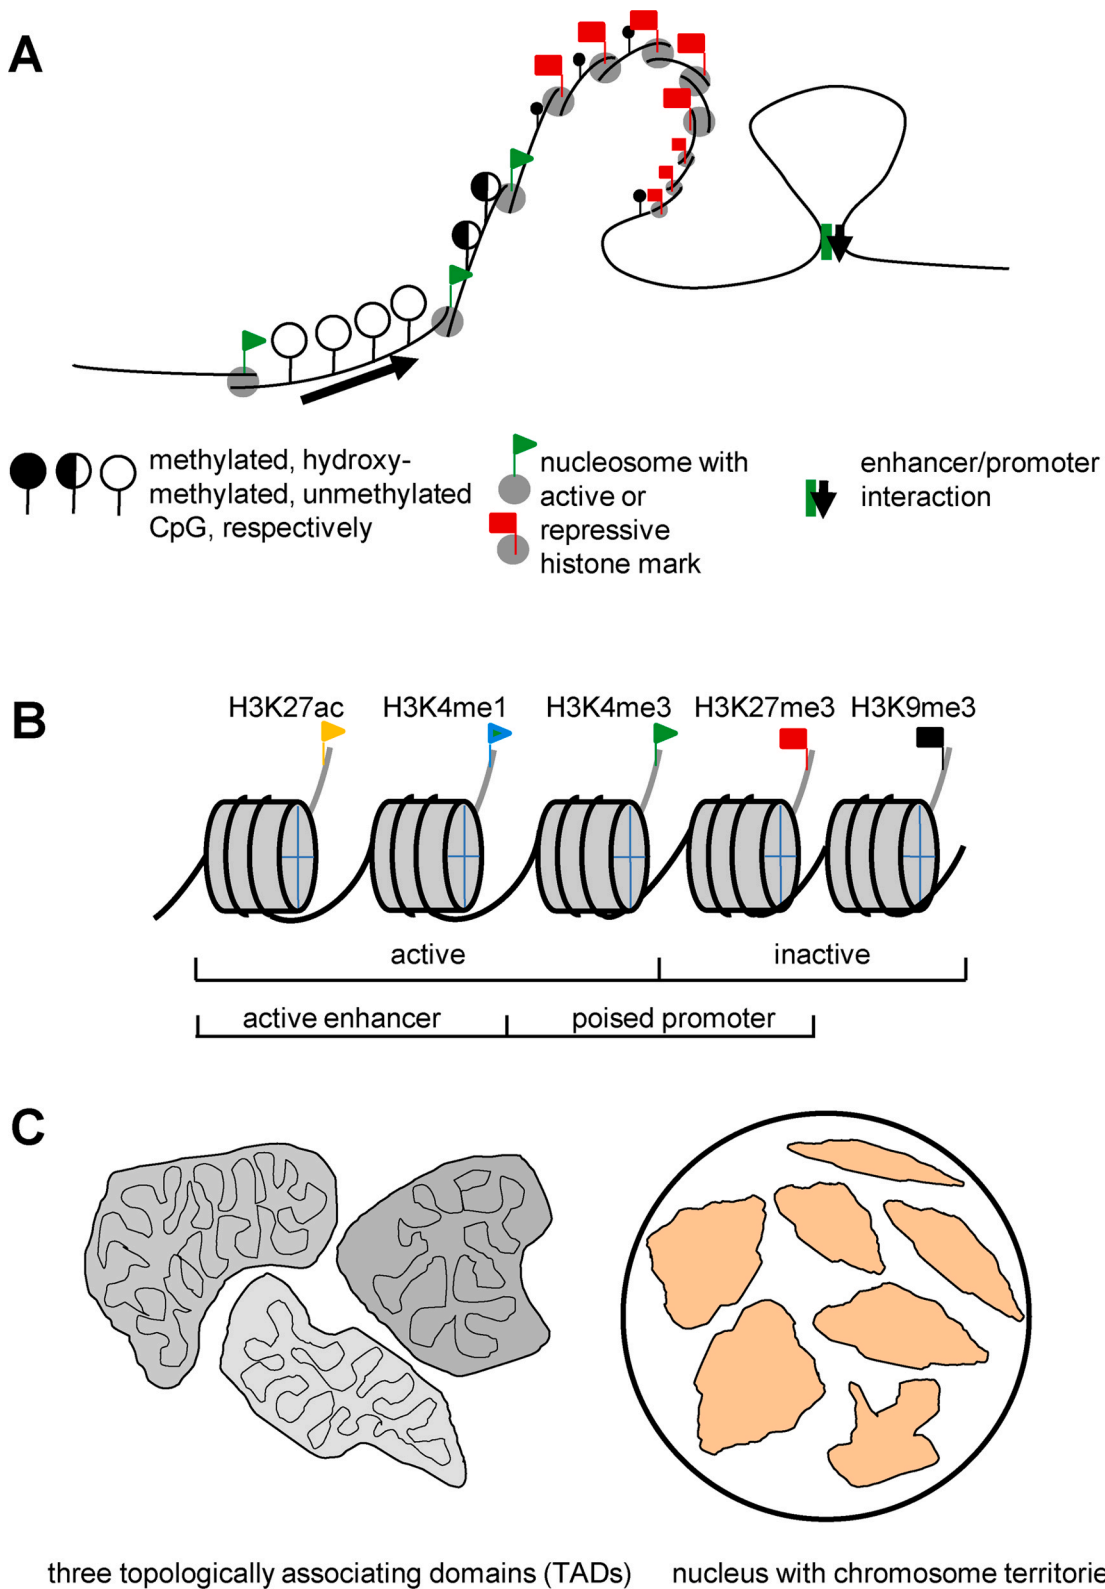 A
methylated, hydroxy-
methylated, unmethylated
CpG, respectively
nucleosome with
active or
repressive
histone mark
enhancer/promoter
interaction
B
H3K27ac H3K4me1 H3K4me3 H3K27me3 H3K9me3
active inactive
active enhancer poised promoter
C
three topologically associating domains (TADs) nucleus with chromosome territorie